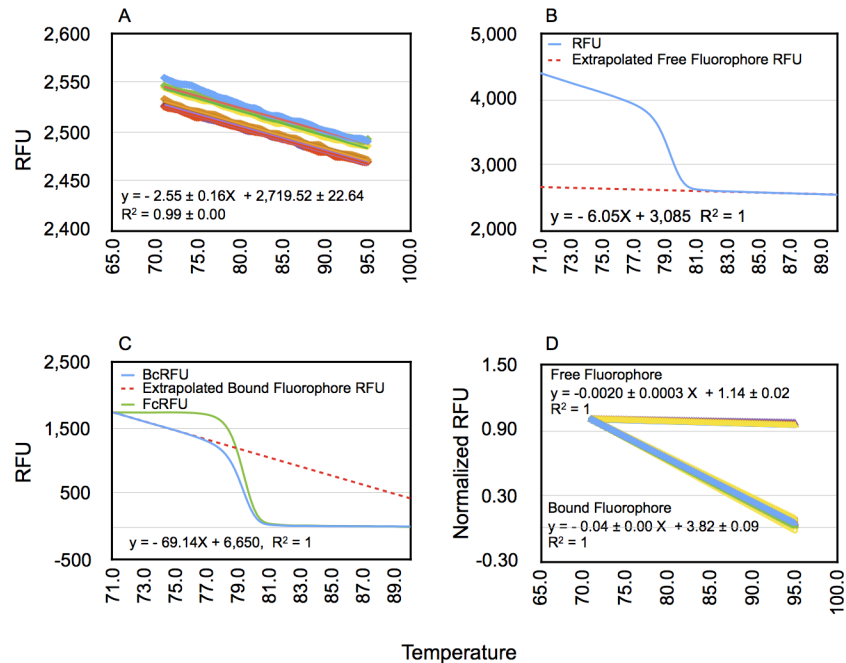 A
2,600
2,550
2,500
2,450
2,400
RFU
y = - 2.55 ± 0.16X + 2,719.52 ± 22.64
R² = 0.99 ± 0.00
65.0
70.0
75.0
80.0
85.0
90.0
95.0
100.0
B
5,000
4,000
3,000
2,000
RFU
Extrapolated Free Fluorophore RFU
y = - 6.05X + 3,085 R² = 1
71.0
73.0
75.0
77.0
79.0
81.0
83.0
85.0
87.0
89.0
C
2,500
1,500
500
-500
RFU
BcRFU
Extrapolated Bound Fluorophore RFU
FcRFU
y = - 69.14X + 6,650, R² = 1
71.0
73.0
75.0
77.0
79.0
81.0
83.0
85.0
87.0
89.0
D
1.50
0.90
0.30
-0.30
Normalized RFU
Free Fluorophore
y = -0.0020 ± 0.0003 X + 1.14 ± 0.02
R² = 1
Bound Fluorophore
y = - 0.04 ± 0.00 X + 3.82 ± 0.09
R² = 1
65.0
70.0
75.0
80.0
85.0
90.0
95.0
100.0
Temperature